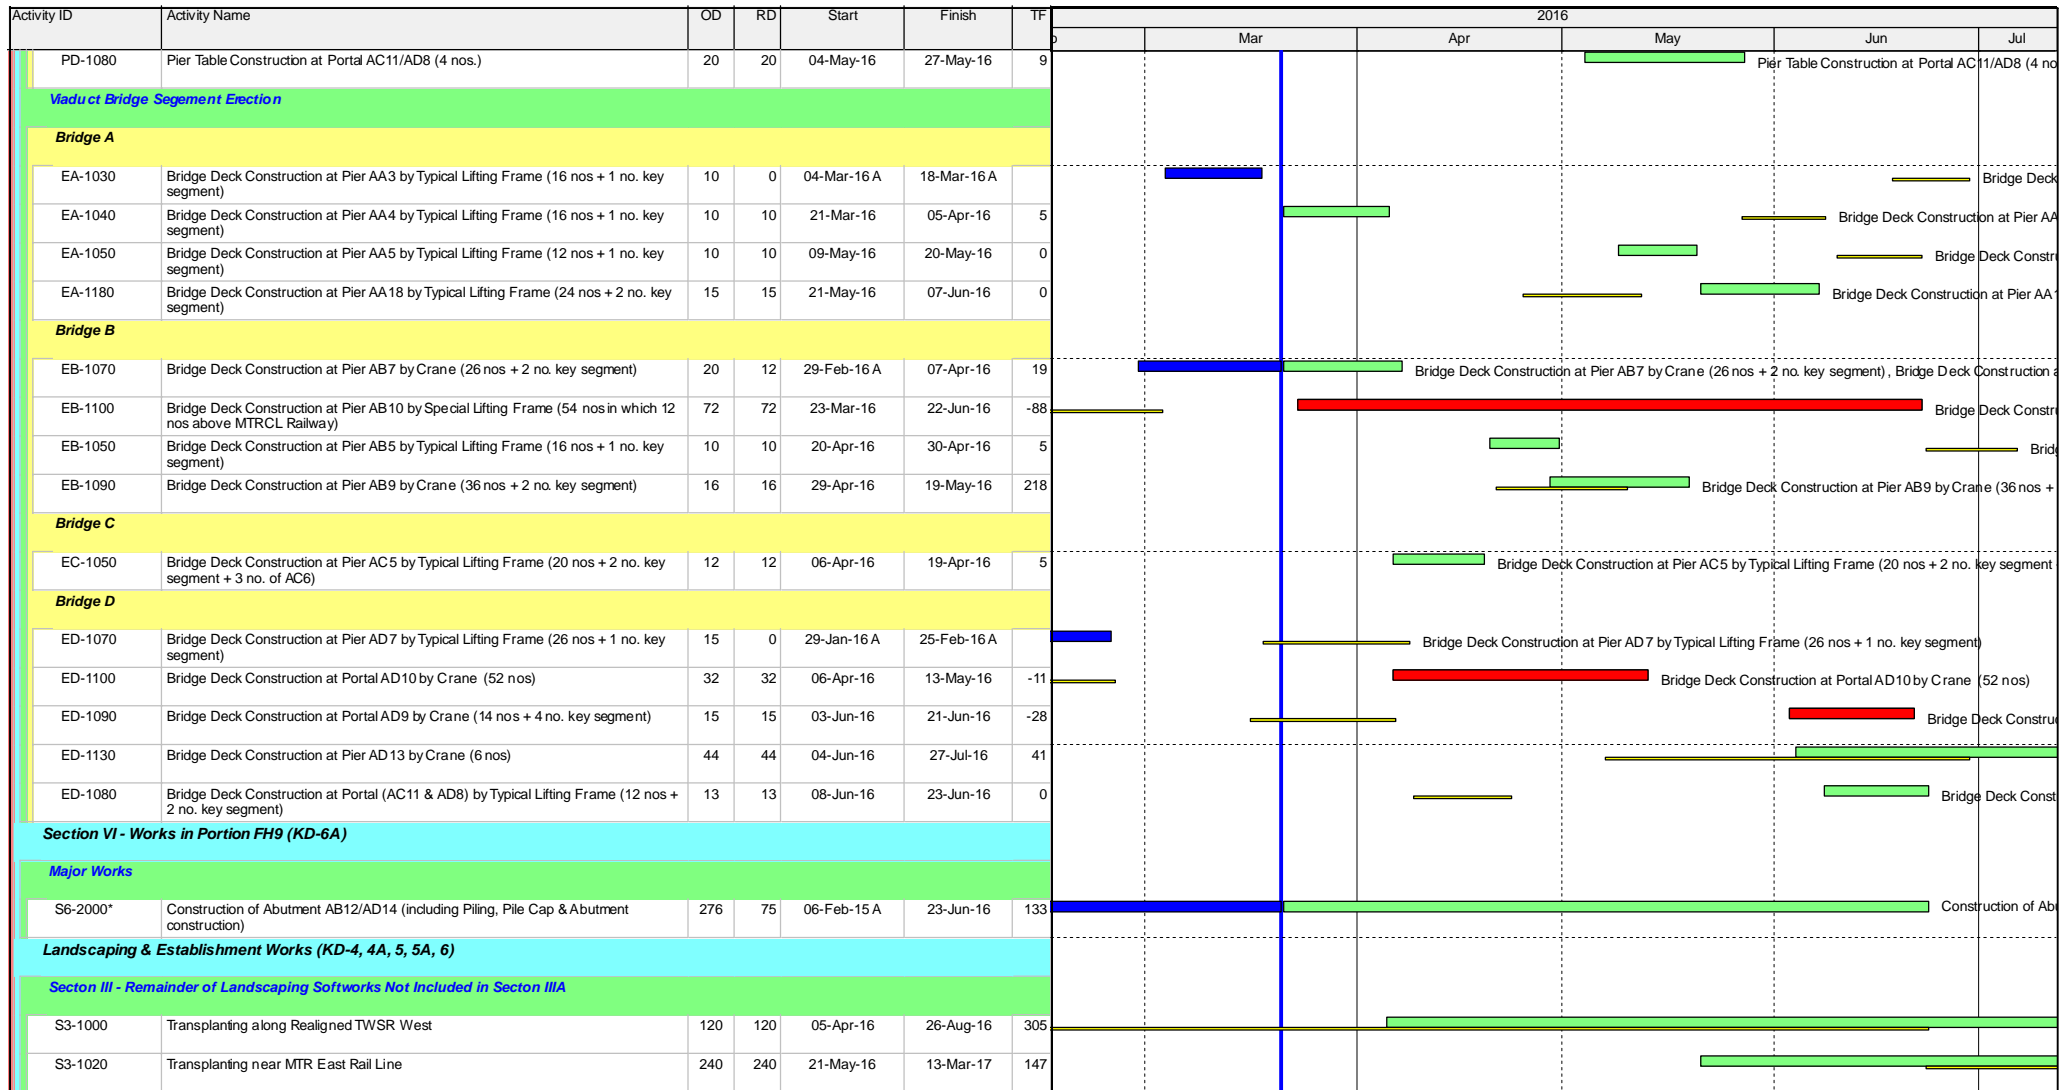 Activity ID Activity Name OD RD Start Finish TF 2016
o Mar Apr May Jun Jul
PD-1080 Pier Table Construction at Portal AC11/AD8 (4 nos.) 20 20 04-May-16 27-May-16 9 Pier Table Construction at Portal AC11/AD8 (4 no
Viaduct Bridge Segement Erection
Bridge A
EA-1030 Bridge Deck Construction at Pier AA3 by Typical Lifting Frame (16 nos + 1 no. key 10 0 04-Mar-16 A 18-Mar-16 A Bridge Deck
segment)
EA-1040 Bridge Deck Construction at Pier AA4 by Typical Lifting Frame (16 nos + 1 no. key 10 10 21-Mar-16 05-Apr-16 5 Bridge Deck Construction at Pier AA
segment)
EA-1050 Bridge Deck Construction at Pier AA5 by Typical Lifting Frame (12 nos + 1 no. key 10 10 09-May-16 20-May-16 0 Bridge Deck Constr
segment)
EA-1180 Bridge Deck Construction at Pier AA18 by Typical Lifting Frame (24 nos + 2 no. key 15 15 21-May-16 07-Jun-16 0 Bridge Deck Construction at Pier AA1
segment)
Bridge B
EB-1070 Bridge Deck Construction at Pier AB7 by Crane (26 nos + 2 no. key segment) 20 12 29-Feb-16 A 07-Apr-16 19 Bridge Deck Construction at Pier AB7 by Crane (26 nos + 2 no. key segment), Bridge Deck Construction a
EB-1100 Bridge Deck Construction at Pier AB10 by Special Lifting Frame (54 nos in which 12 72 72 23-Mar-16 22-Jun-16 -88 Bridge Deck Constr
nos above MTRCL Railway)
EB-1050 Bridge Deck Construction at Pier AB5 by Typical Lifting Frame (16 nos + 1 no. key 10 10 20-Apr-16 30-Apr-16 5 Bridg
segment)
EB-1090 Bridge Deck Construction at Pier AB9 by Crane (36 nos + 2 no. key segment) 16 16 29-Apr-16 19-May-16 218 Bridge Deck Construction at Pier AB9 by Crane (36 nos +
Bridge C
EC-1050 Bridge Deck Construction at Pier AC5 by Typical Lifting Frame (20 nos + 2 no. key 12 12 06-Apr-16 19-Apr-16 5 Bridge Deck Construction at Pier AC5 by Typical Lifting Frame (20 nos + 2 no. key segment
segment + 3 no. of AC6)
Bridge D
ED-1070 Bridge Deck Construction at Pier AD7 by Typical Lifting Frame (26 nos + 1 no. key 15 0 29-Jan-16 A 25-Feb-16 A Bridge Deck Construction at Pier AD7 by Typical Lifting Frame (26 nos + 1 no. key segment)
segment)
ED-1100 Bridge Deck Construction at Portal AD10 by Crane (52 nos) 32 32 06-Apr-16 13-May-16 -11 Bridge Deck Construction at Portal AD10 by Crane (52 nos)
ED-1090 Bridge Deck Construction at Portal AD9 by Crane (14 nos + 4 no. key segment) 15 15 03-Jun-16 21-Jun-16 -28 Bridge Deck Constru
ED-1130 Bridge Deck Construction at Pier AD13 by Crane (6 nos) 44 44 04-Jun-16 27-Jul-16 41
ED-1080 Bridge Deck Construction at Portal (AC11 & AD8) by Typical Lifting Frame (12 nos + 13 13 08-Jun-16 23-Jun-16 0 Bridge Deck Const
2 no. key segment)
Section VI - Works in Portion FH9 (KD-6A)
Major Works
S6-2000* Construction of Abutment AB12/AD14 (including Piling, Pile Cap & Abutment 276 75 06-Feb-15 A 23-Jun-16 133 Construction of Abu
construction)
Landscaping & Establishment Works (KD-4, 4A, 5, 5A, 6)
Secton III - Remainder of Landscaping Softworks Not Included in Secton IIIA
S3-1000 Transplanting along Realigned TWSR West 120 120 05-Apr-16 26-Aug-16 305
S3-1020 Transplanting near MTR East Rail Line 240 240 21-May-16 13-Mar-17 147